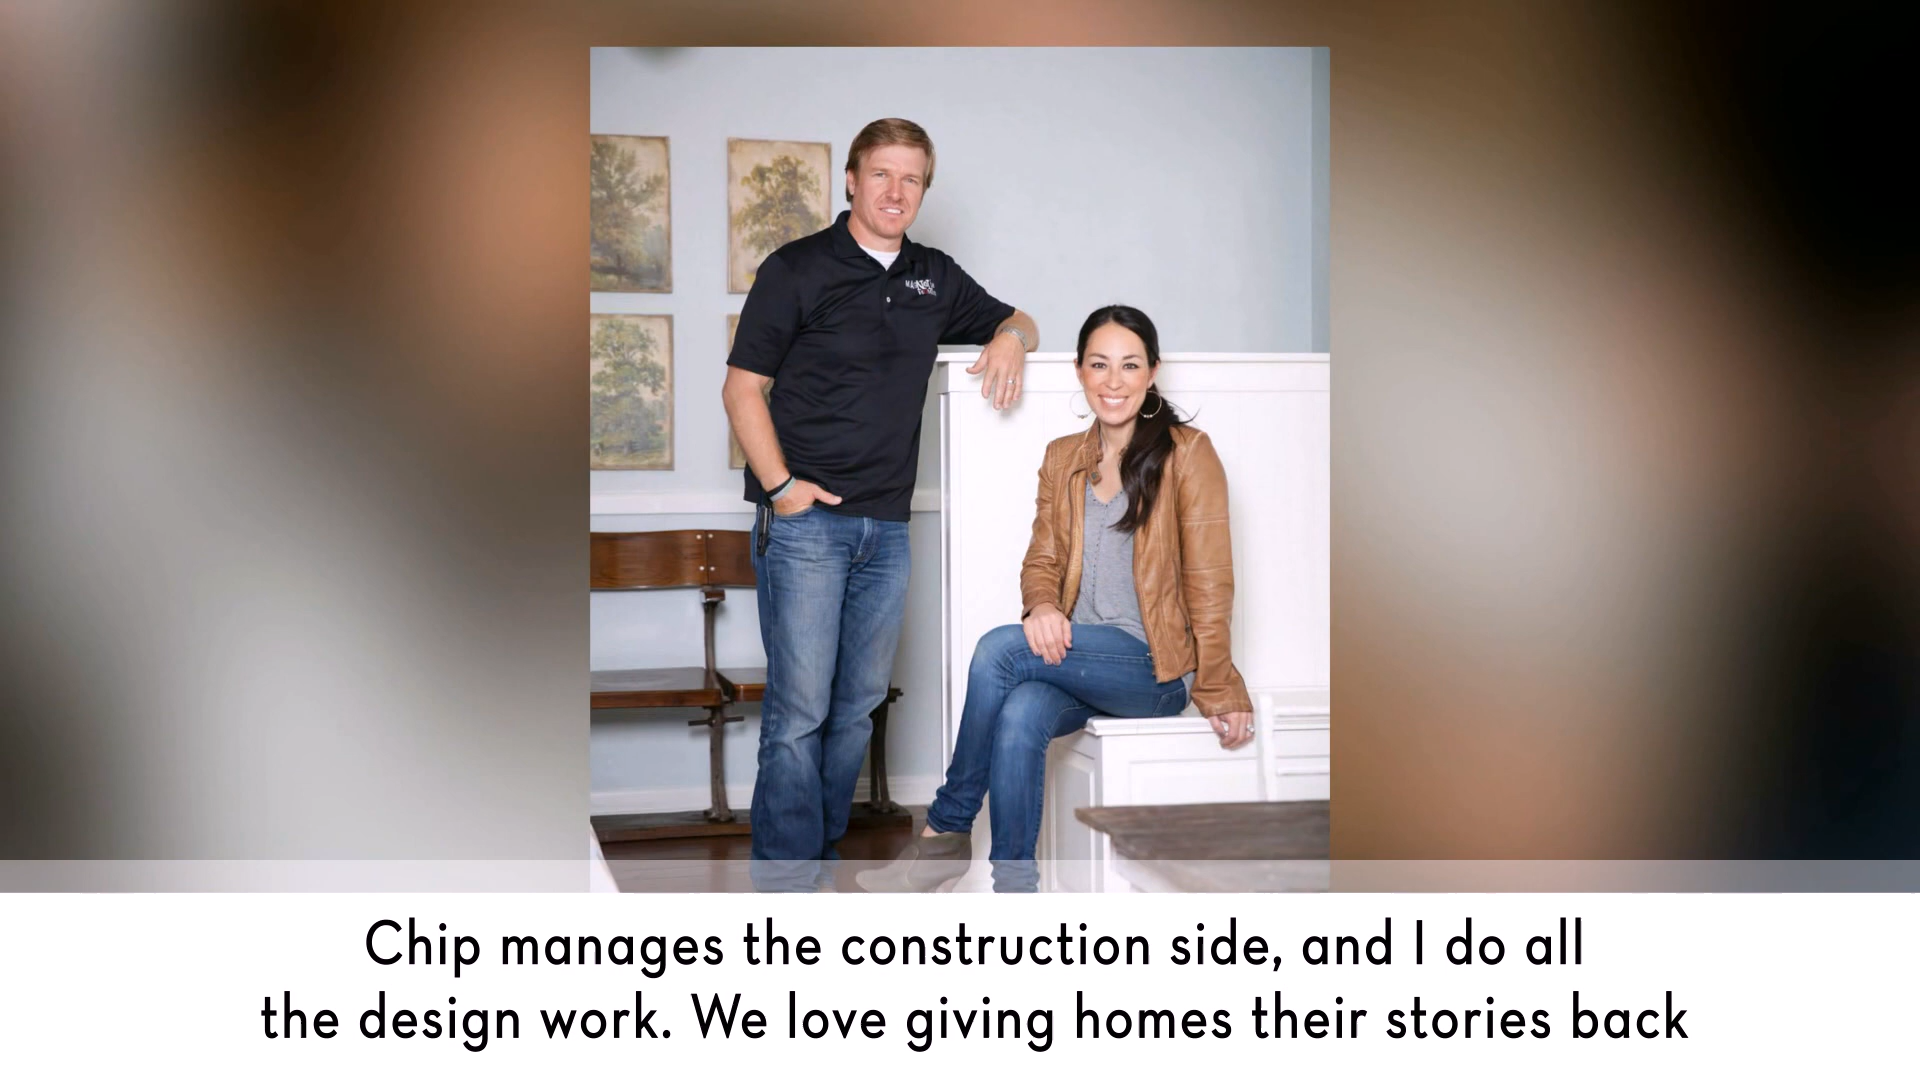 Chip manages the construction side, and I do all
the design work. We love giving homes their stories back